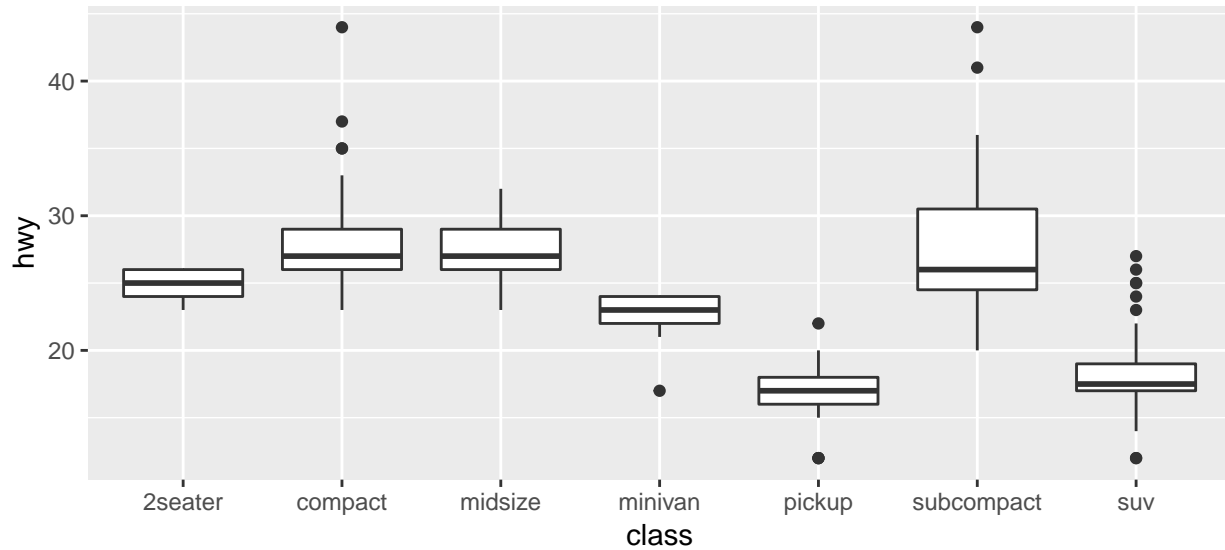 40
30
20
hwy
2seater compact midsize minivan pickup subcompact suv
class